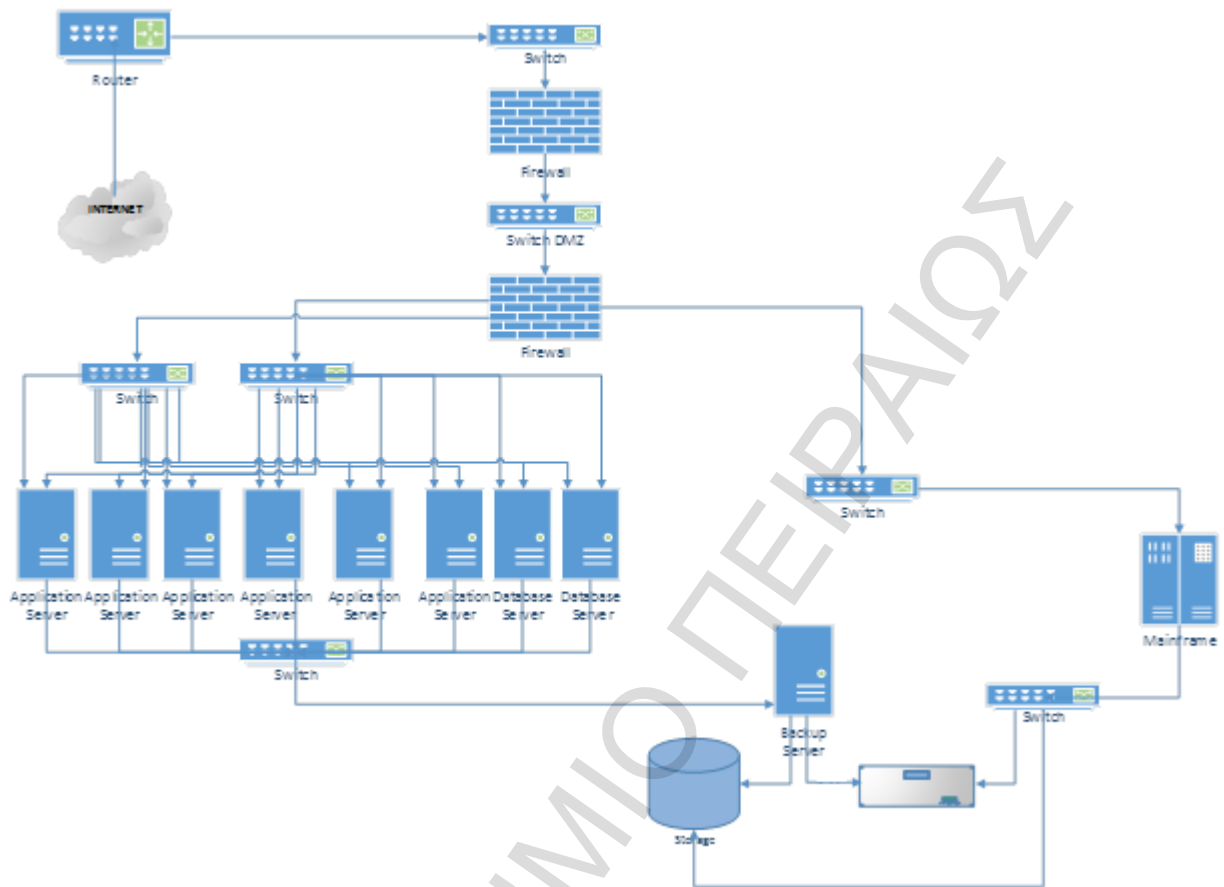 Router
Switch
Firewall
INTERNET
Switch DMZ
Firewall
Switch
Switch
Switch
Application
Server
Application
Server
Application
Server
Application
Server
Application
Server
Application
Server
Database
Server
Database
Server
Mainframe
Switch
Backup
Server
Switch
Storage
ΜΙΟ ΠΕΙΡΑΙΩΣ